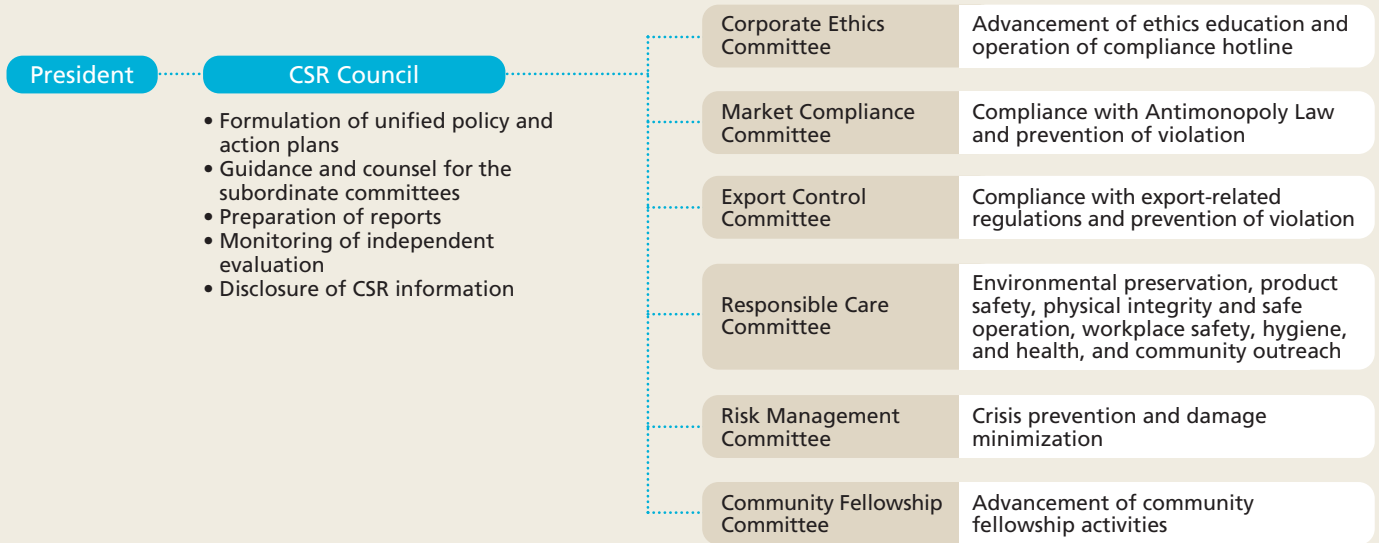 President
CSR Council
• Formulation of unified policy and
action plans
• Guidance and counsel for the
subordinate committees
• Preparation of reports
• Monitoring of independent
evaluation
• Disclosure of CSR information
Corporate Ethics
Committee
Advancement of ethics education and
operation of compliance hotline
Market Compliance
Committee
Compliance with Antimonopoly Law
and prevention of violation
Export Control
Committee
Compliance with export-related
regulations and prevention of violation
Responsible Care
Committee
Environmental preservation, product
safety, physical integrity and safe
operation, workplace safety, hygiene,
and health, and community outreach
Risk Management
Committee
Crisis prevention and damage
minimization
Community Fellowship
Committee
Advancement of community
fellowship activities